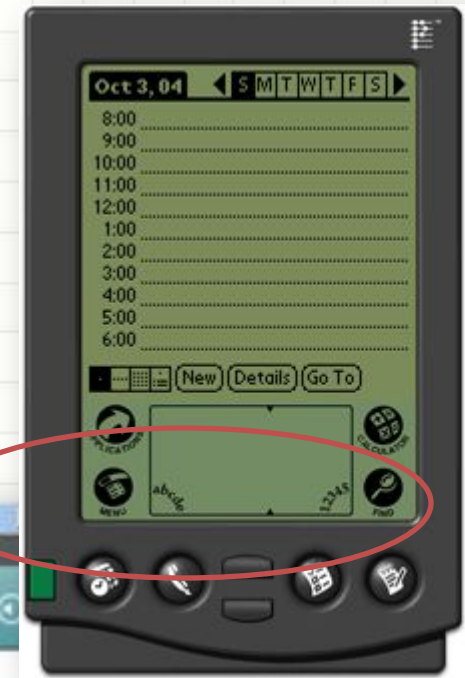 Oct 3, 04 S M T W T F S
8:00
9:00
10:00
11:00
12:00
1:00
2:00
3:00
4:00
5:00
6:00
New Details Go To
APPLICATIONS CALCULATOR
abcde 12345
MENU FIND